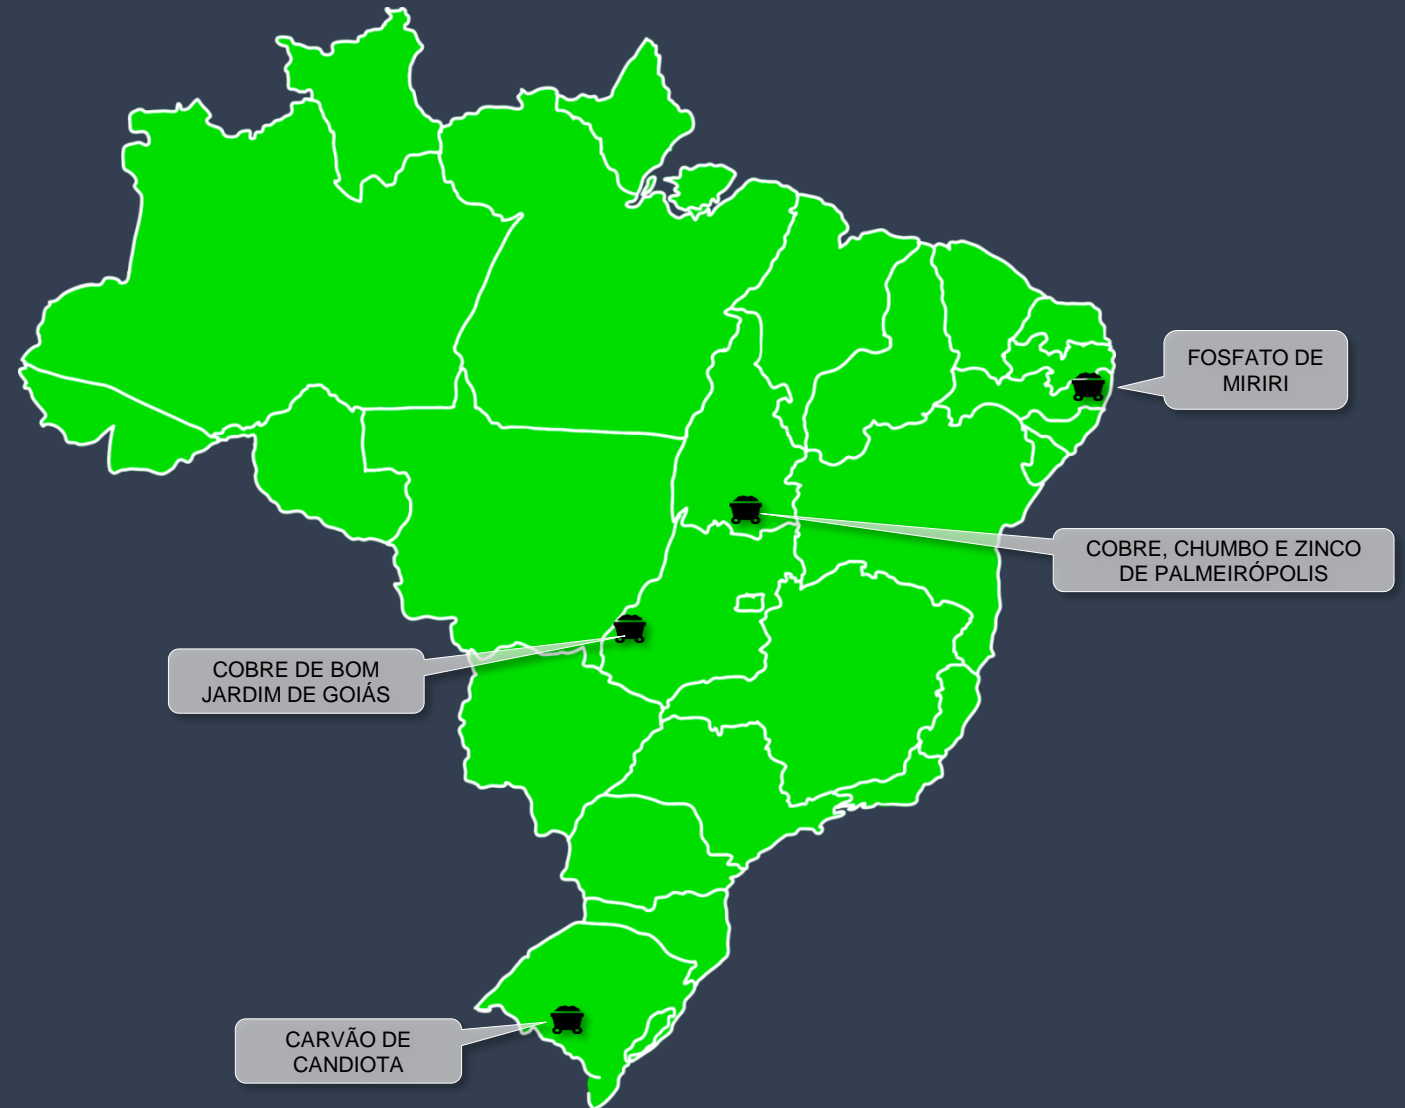 FOSFATO DE
MIRIRI
COBRE, CHUMBO E ZINCO
DE PALMEIRÓPOLIS
COBRE DE BOM
JARDIM DE GOIÁS
CARVÃO DE
CANDIOTA